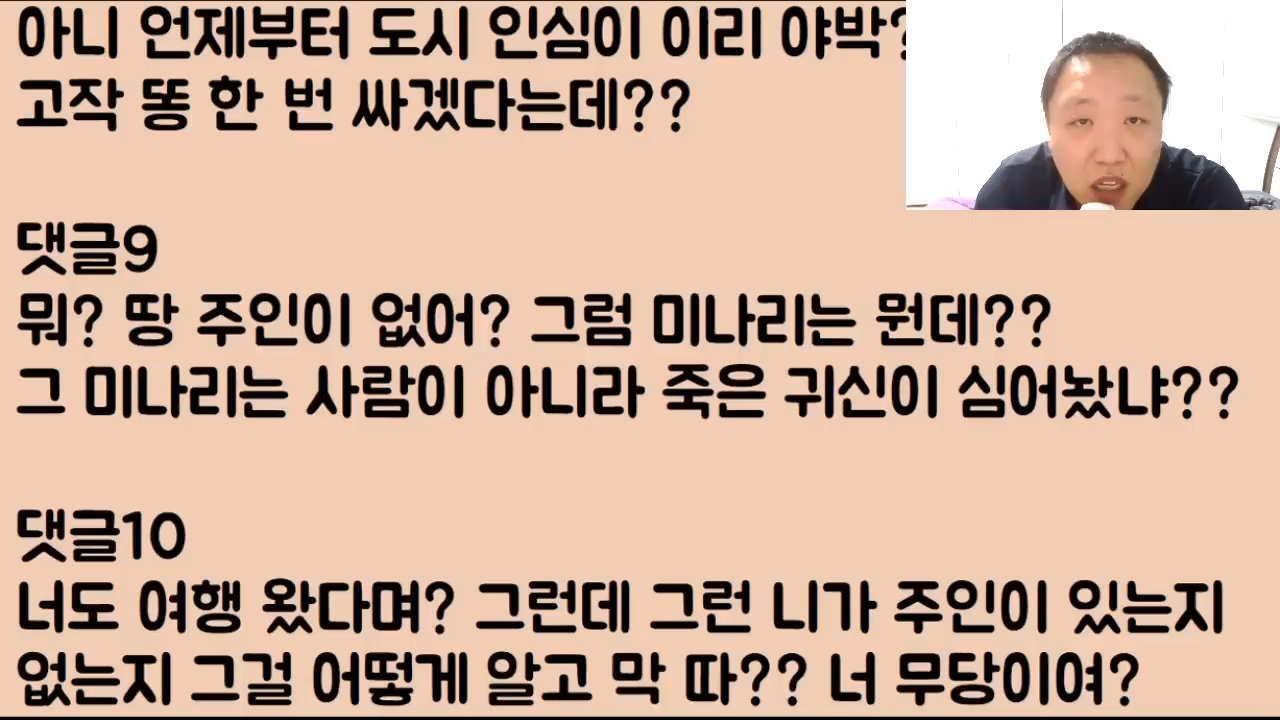 아니 언제부터 도시 인심이 이리 야박?
고작 똥 한 번 싸겠다는데??
댓글9
뭐? 땅 주인이 없어? 그럼 미나리는 뭔데??
그 미나리는 사람이 아니라 죽은 귀신이 심어놨냐??
댓글10
너도 여행 왔다며? 그런데 그런 니가 주인이 있는지
없는지 그걸 어떻게 알고 막 따?? 너 무당이여?